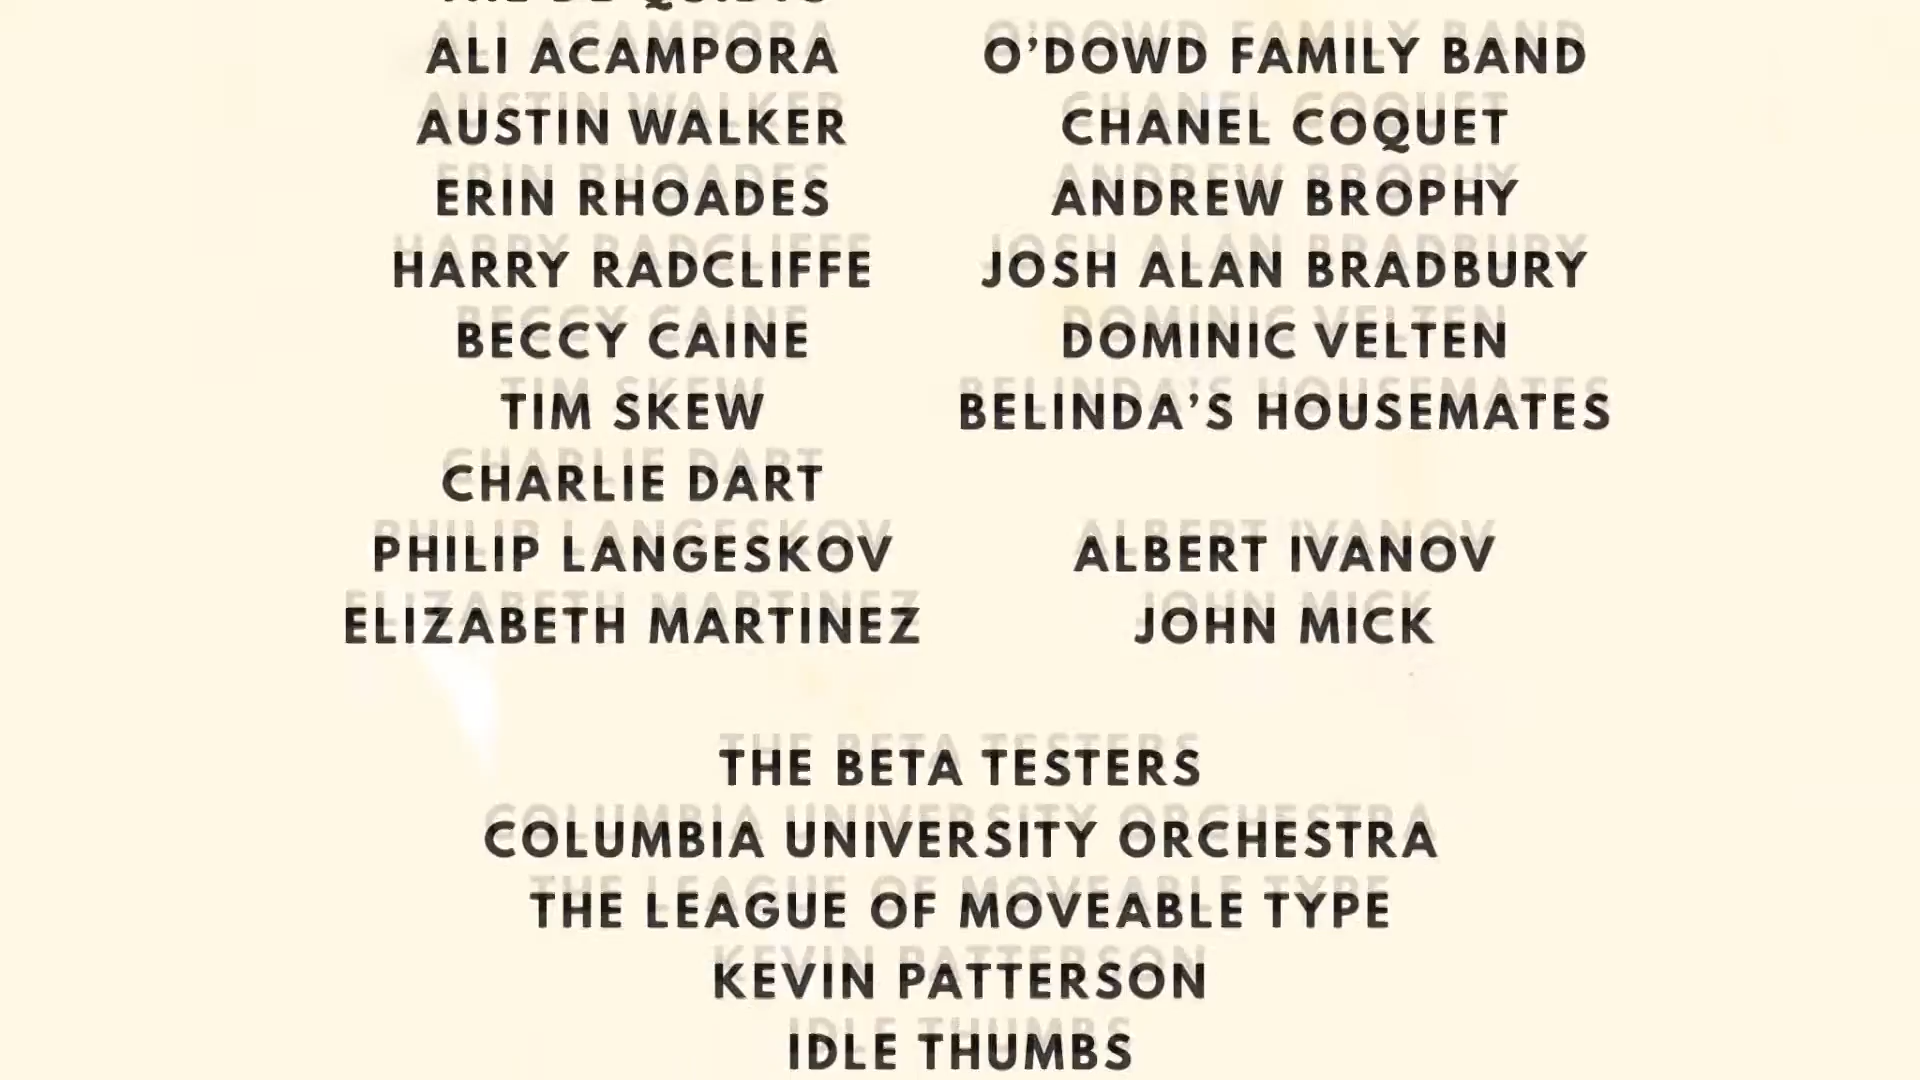 ALI ACAMPORA O'DOWD FAMILY BAND
AUSTIN WALKER CHANEL COQUET
ERIN RHOADES ANDREW BROPHY
HARRY RADCLIFFE JOSH ALAN BRADBURY
BECCY CAINE DOMINIC VELTEN
TIM SKEW BELINDA'S HOUSEMATES
CHARLIE DART
PHILIP LANGESKOV ALBERT IVANOV
ELIZABETH MARTINEZ JOHN MICK
THE BETA TESTERS
COLUMBIA UNIVERSITY ORCHESTRA
THE LEAGUE OF MOVEABLE TYPE
KEVIN PATTERSON
IDLE THUMBS